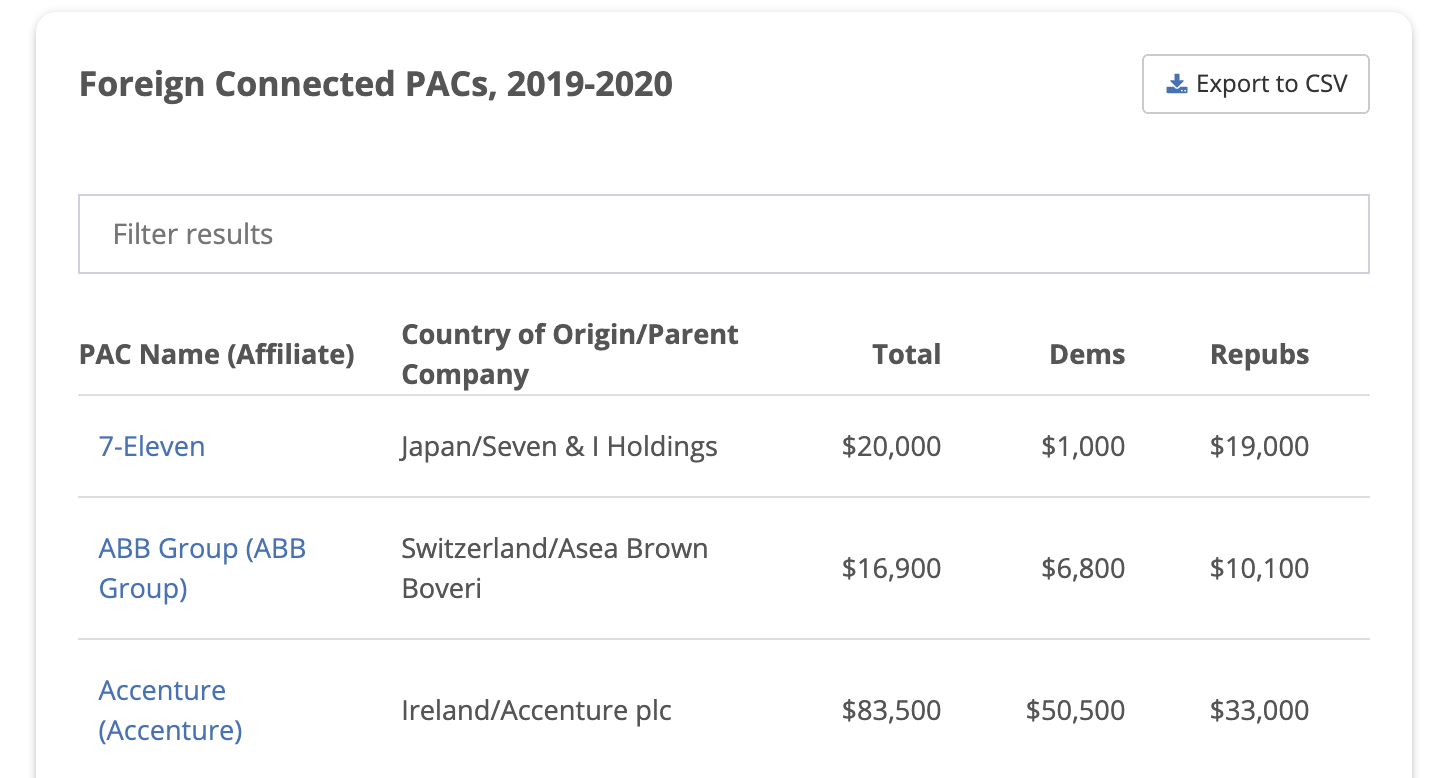 Foreign Connected PACs, 2019-2020
Export to CSV
Filter results
PAC Name (Affiliate)
Country of Origin/Parent
Company
Total
Dems
Repubs
7-Eleven
Japan/Seven & I Holdings
$20,000
$1,000
$19,000
ABB Group (ABB
Group)
Switzerland/Asea Brown
Boveri
$16,900
$6,800
$10,100
Accenture
(Accenture)
Ireland/Accenture plc
$83,500
$50,500
$33,000